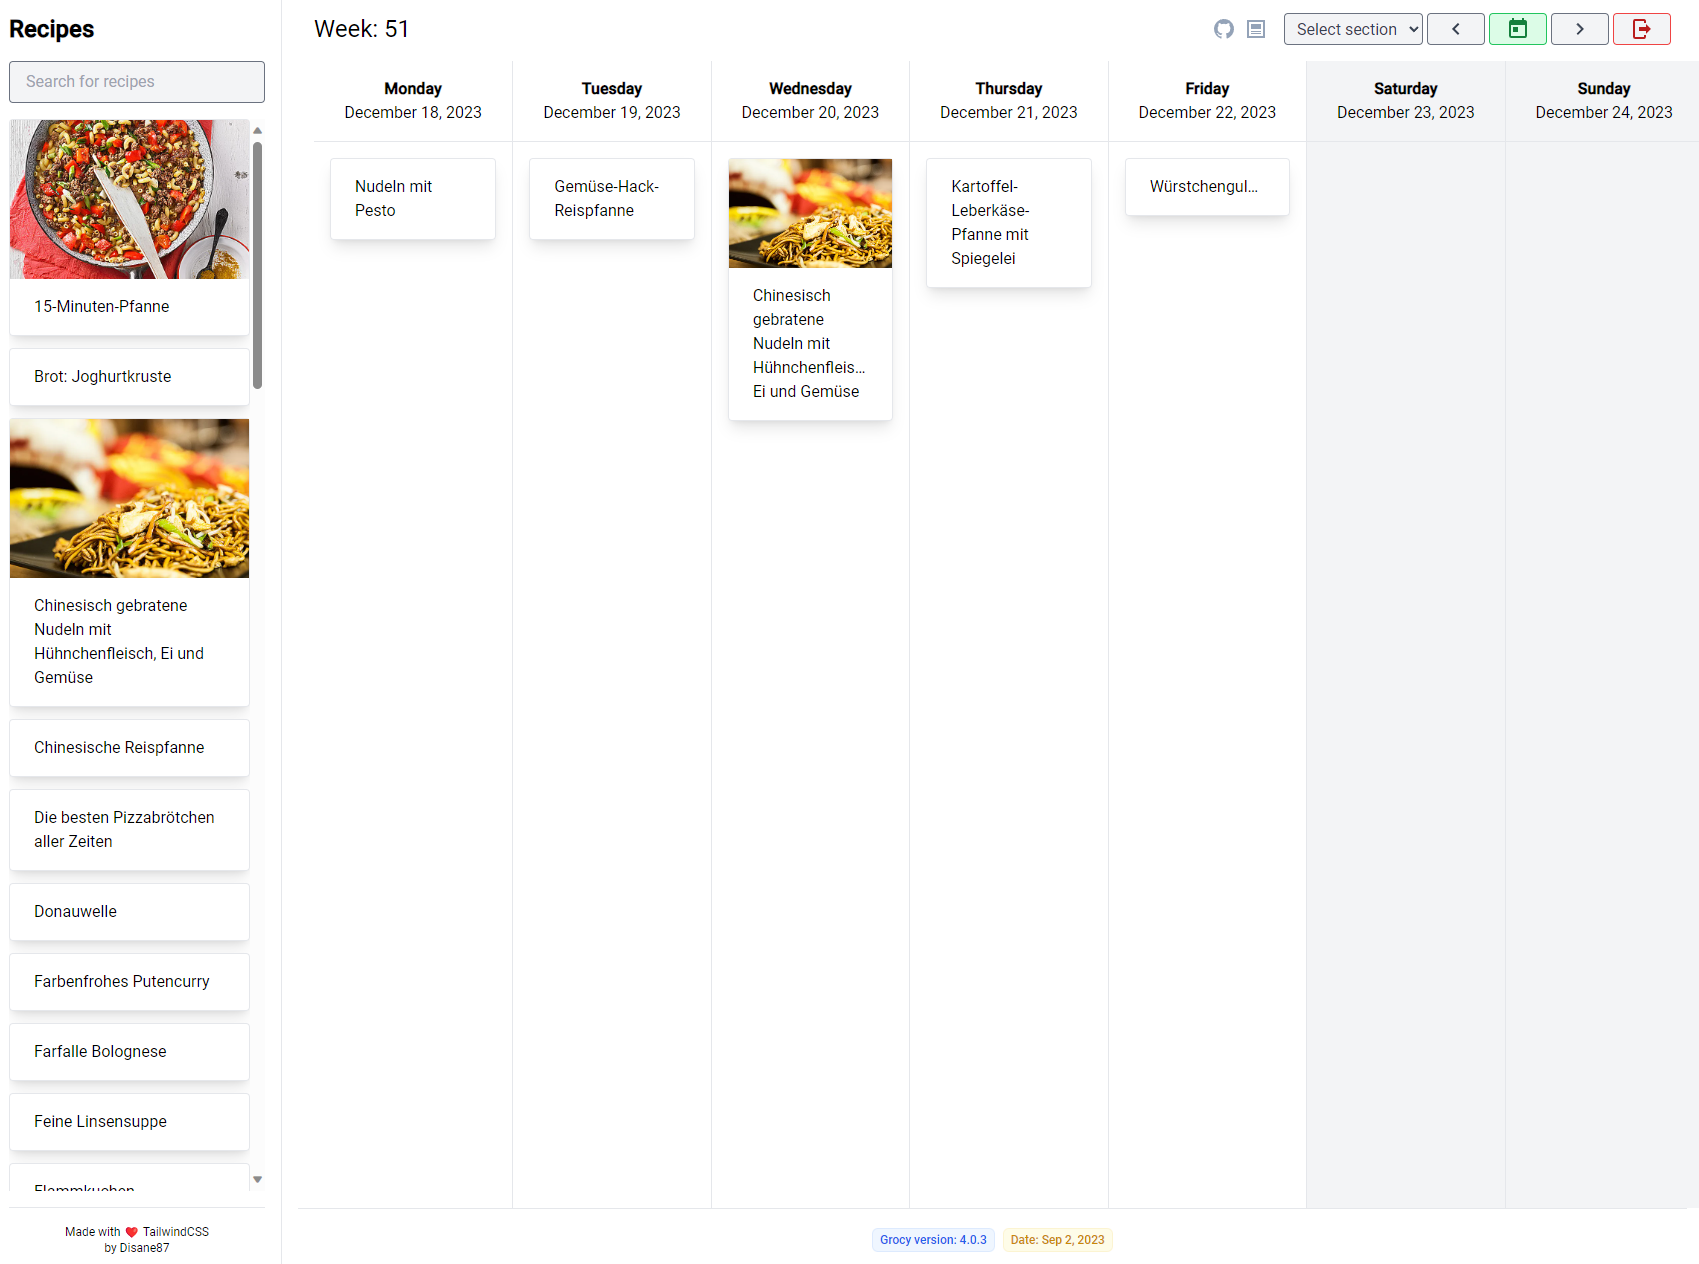 Recipes
Search for recipes
15-Minuten-Pfanne
Brot: Joghurtkruste
Chinesisch gebratene
Nudeln mit
Hühnchenfleisch, Ei und
Gemüse
Chinesische Reispfanne
Die besten Pizzabrötchen
aller Zeiten
Donauwelle
Farbenfrohes Putencurry
Farfalle Bolognese
Feine Linsensuppe
Flammkuchen
Made with ❤️ TailwindCSS
by Disane87
Week: 51
Select section
Monday
December 18, 2023
Nudeln mit
Pesto
Tuesday
December 19, 2023
Gemüse-Hack-
Reispfanne
Wednesday
December 20, 2023
Chinesisch
gebratene
Nudeln mit
Hühnchenfleis...
Ei und Gemüse
Thursday
December 21, 2023
Kartoffel-
Leberkäse-
Pfanne mit
Spiegelei
Friday
December 22, 2023
Würstchengul...
Saturday
December 23, 2023
Sunday
December 24, 2023
Grocy version: 4.0.3
Date: Sep 2, 2023